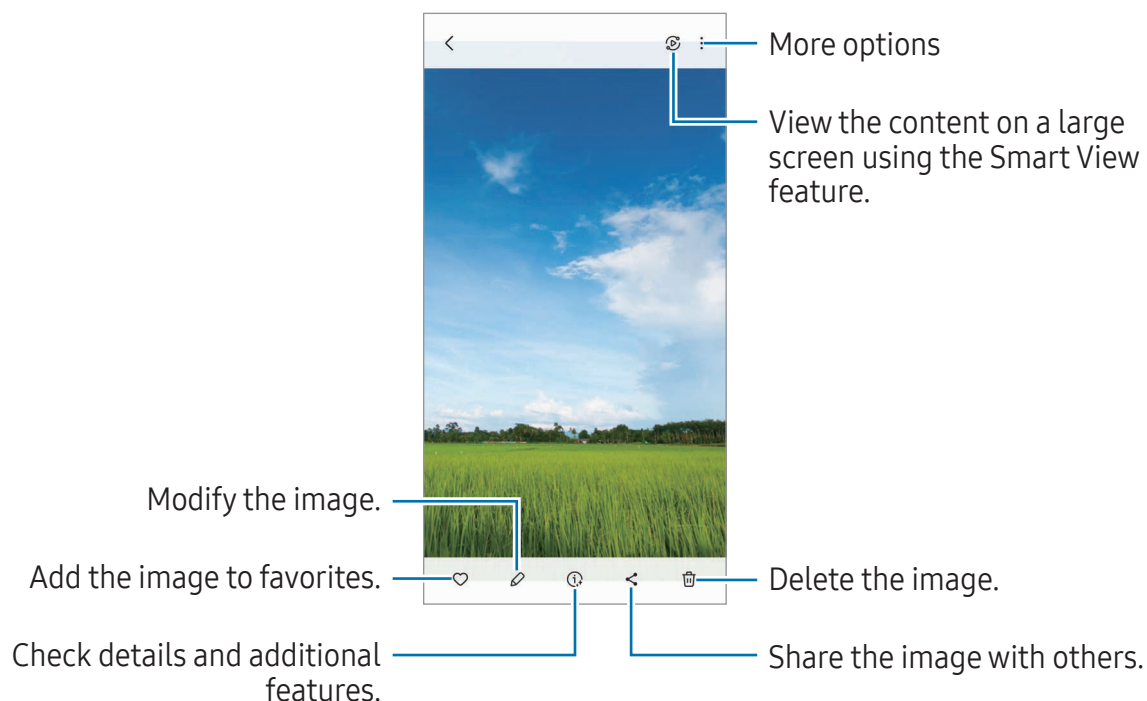 More options
View the content on a large
screen using the Smart View
feature.
Modify the image.
Add the image to favorites.
Delete the image.
Check details and additional
features.
Share the image with others.